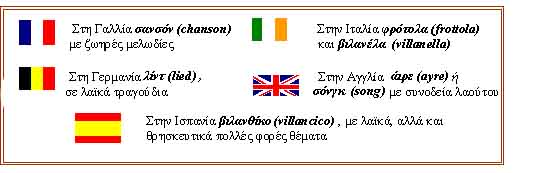 Στη Γαλλία σανσόν (chanson)
με ζωηρές μελωδίες
Στην Ιταλία φρότολα (frottola)
και βιλανέλα (villanella)
Στη Γερμανία λίντ (lied) ,
σε λαϊκά τραγούδια
Στην Αγγλία άιρε (ayre) ή
σόνγκ (song) με συνοδεία λαούτου
Στην Ισπανία βιλανθίκο (villancico) , με λαϊκά, αλλά και
θρησκευτικά πολλές φορές θέματα